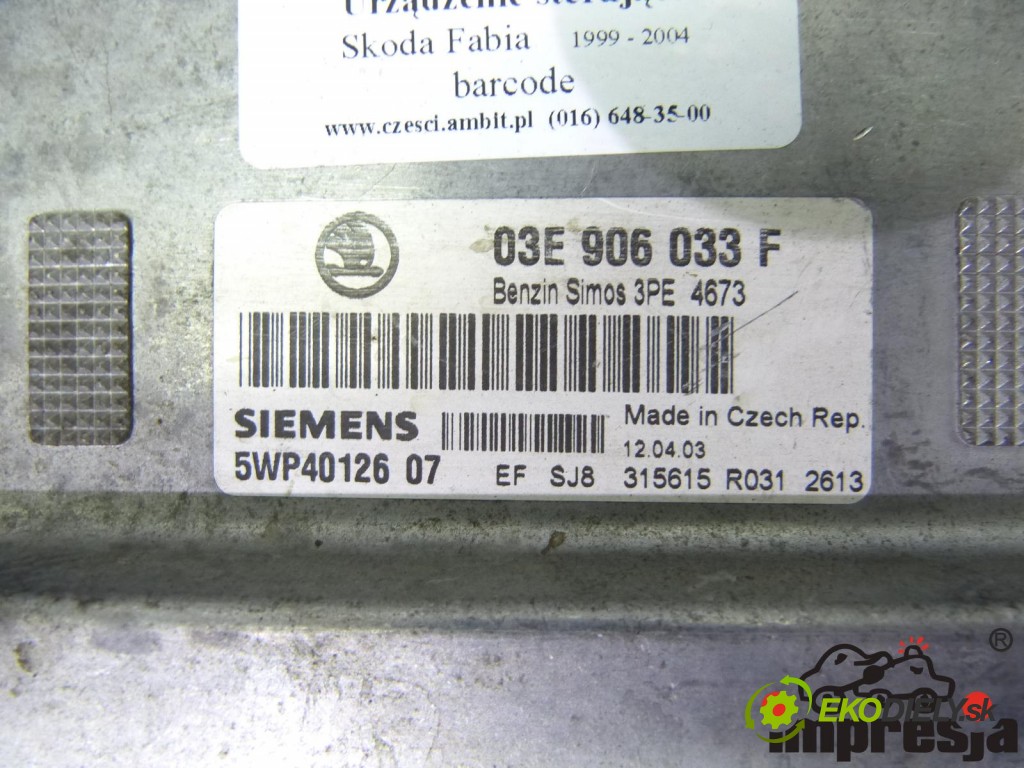 Urządzenie sterując
Skoda Fabia 1999 - 2004
barcode
www.czesci.ambit.pl (016) 648-35-00
03E 906 033 F
Benzin Simos 3PE 4673
SIEMENS
Made in Czech Rep.
12.04.03
5WP40126 07
EF SJ8 315615 R031 2613
®
EKODIELY.sk
impresja